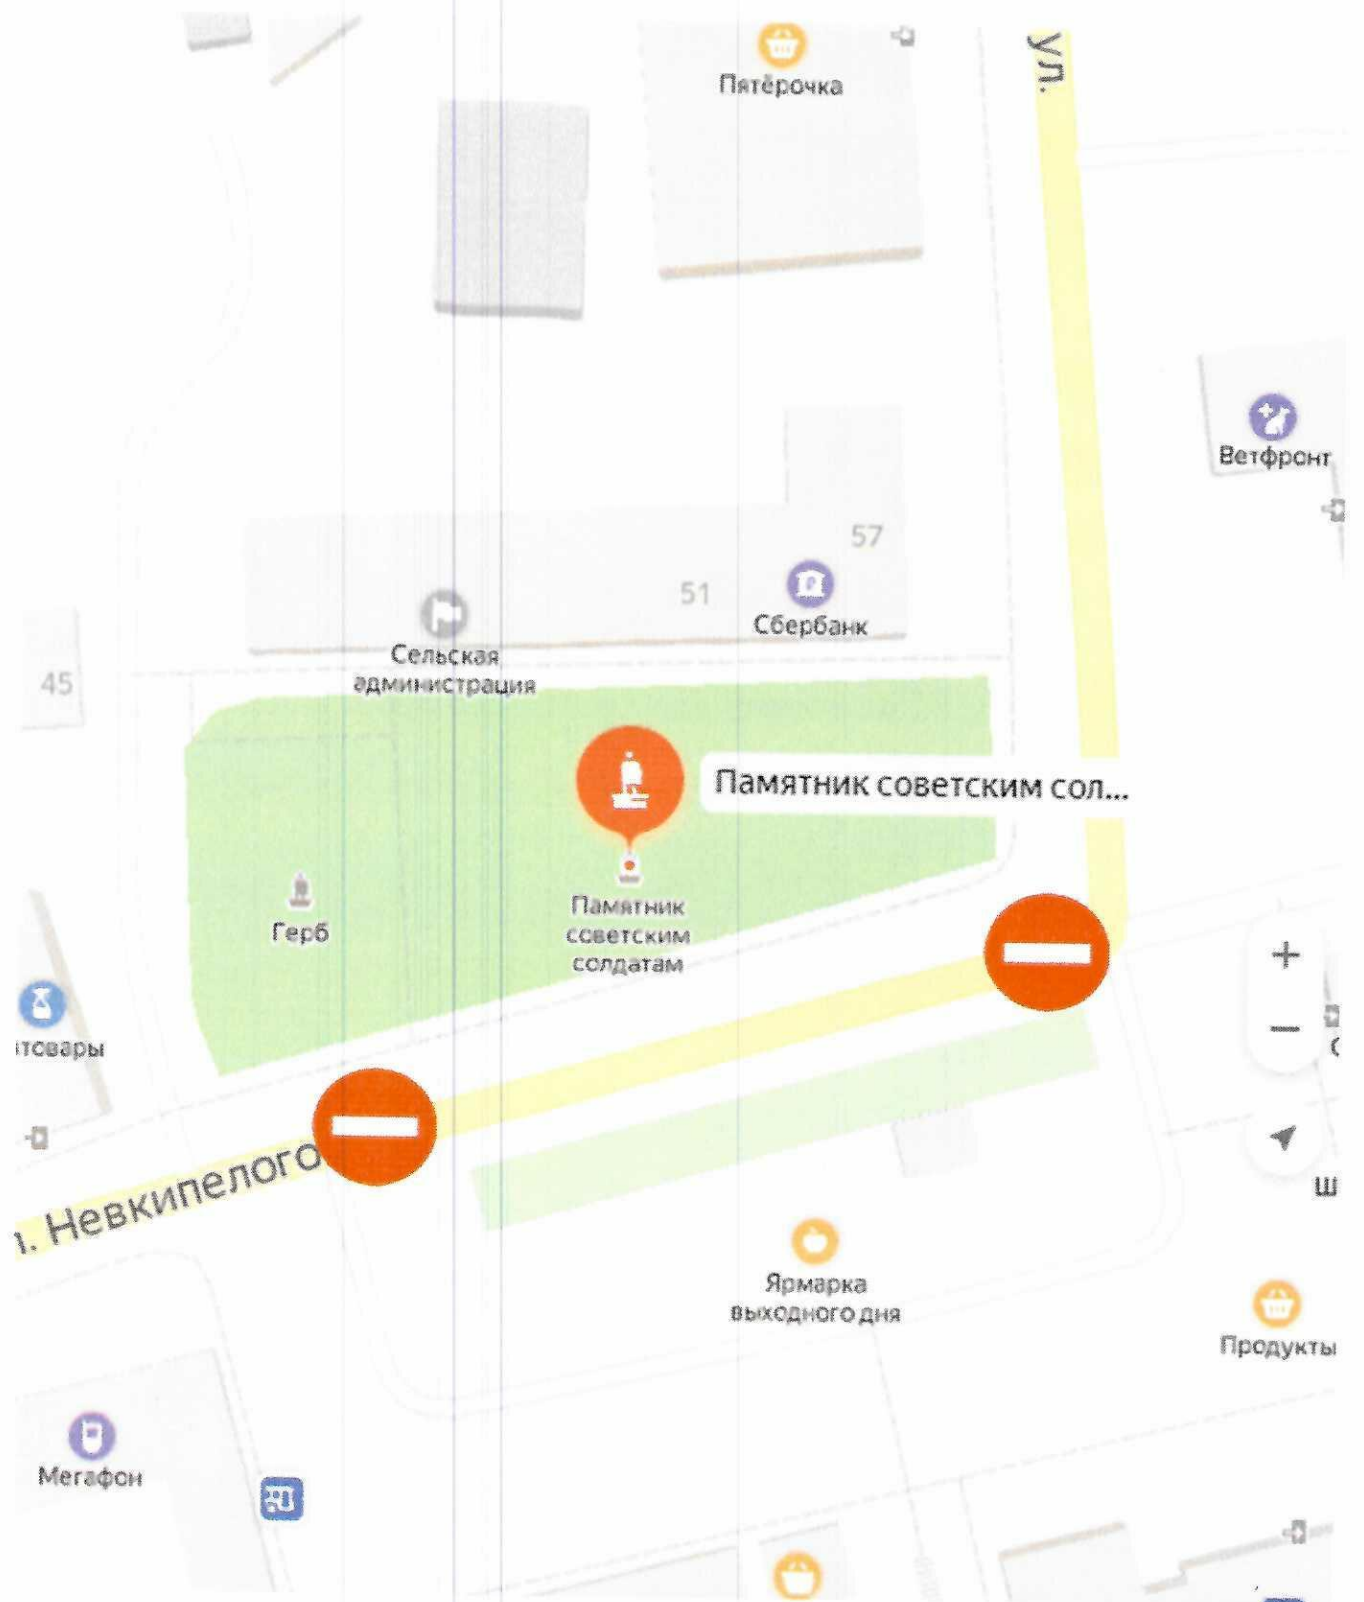 Пятёрочка
ул.
Ветфронт
57
51
Сбербанк
Сельская
администрация
45
Памятник советским сол...
Герб
Памятник
советским
солдатам
+
−
товары
л. Невкипелого
Ш
Ярмарка
выходного дня
Продукты
Мегафон